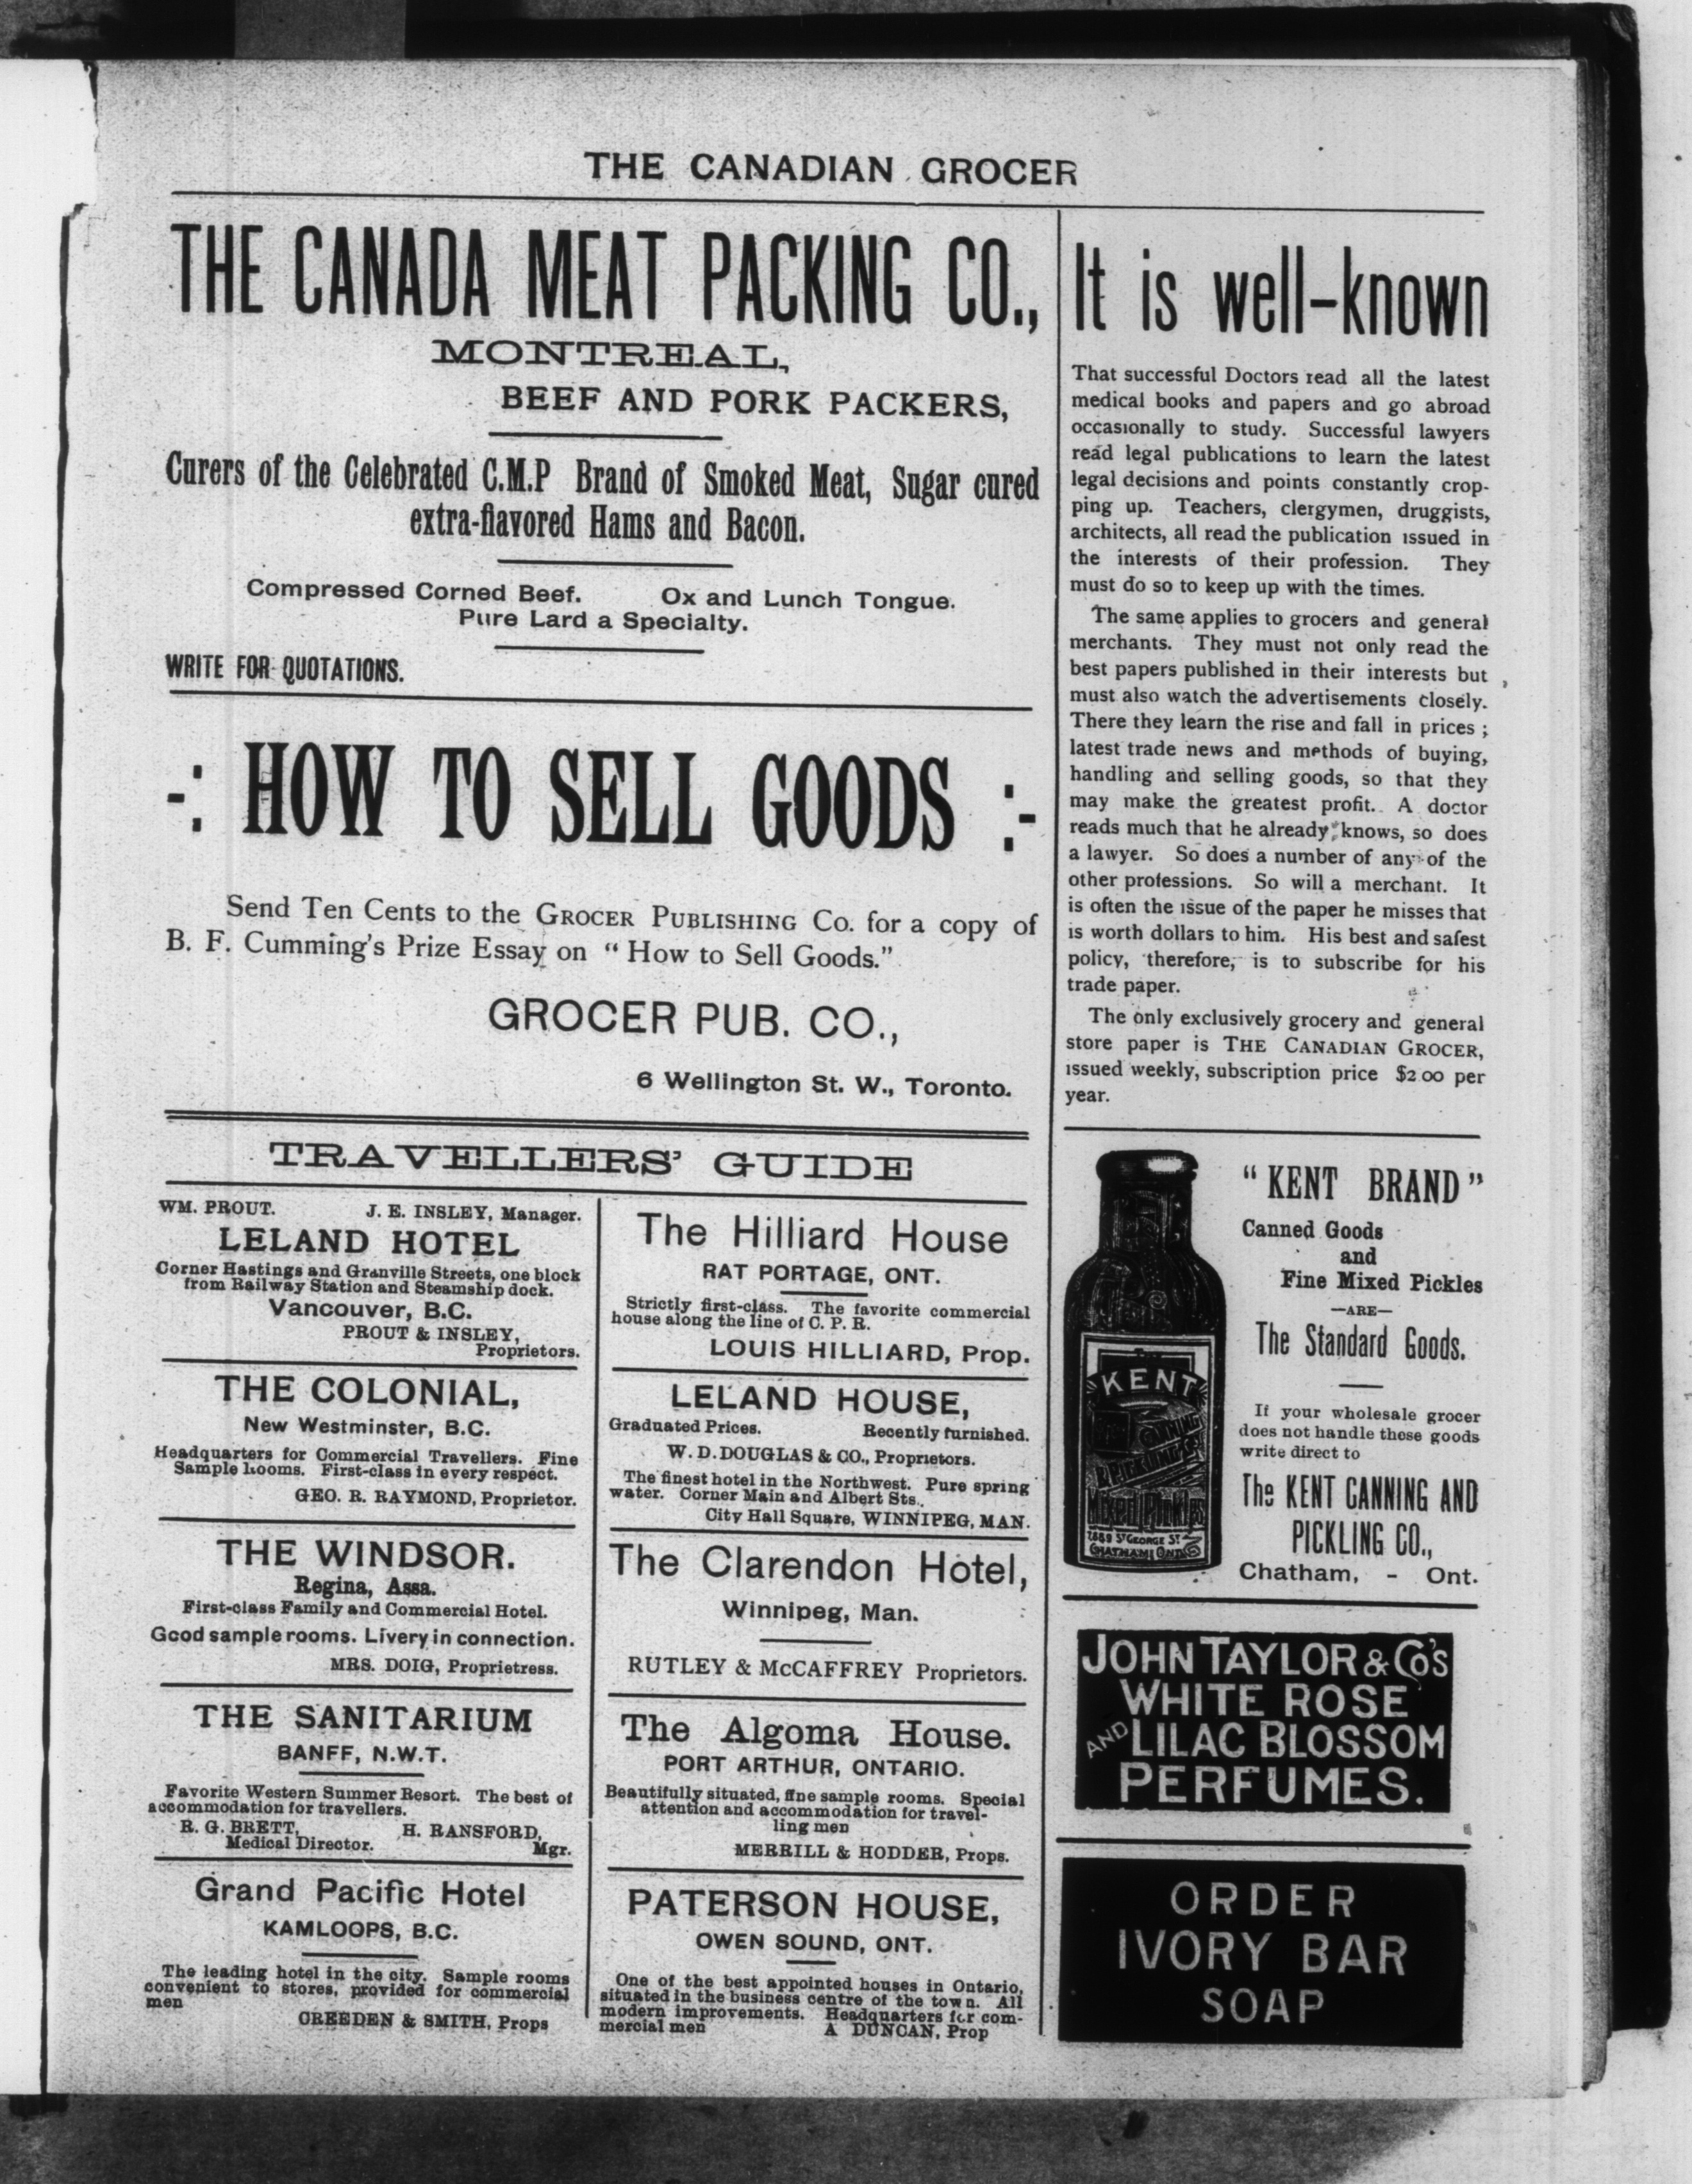 THE CANADIAN GROCER
THE CANADA MEAT PACKING CO.,
MONTREAL,
BEEF AND PORK PACKERS,
Curers of the Celebrated C.M.P Brand of Smoked Meat, Sugar cured
extra-flavored Hams and Bacon.
Compressed Corned Beef. Ox and Lunch Tongue.
Pure Lard a Specialty.
WRITE FOR QUOTATIONS.
-: HOW TO SELL GOODS :-
Send Ten Cents to the GROCER PUBLISHING Co. for a copy of
B. F. Cumming's Prize Essay on " How to Sell Goods."
GROCER PUB. CO.,
6 Wellington St. W., Toronto.
TRAVELLERS' GUIDE
WM. PROUT. J. E. INSLEY, Manager.
LELAND HOTEL
Corner Hastings and Granville Streets, one block
from Railway Station and Steamship dock.
Vancouver, B.C.
PROUT & INSLEY,
Proprietors.
THE COLONIAL,
New Westminster, B.C.
Headquarters for Commercial Travellers. Fine
Sample Rooms. First-class in every respect.
GEO. R. RAYMOND, Proprietor.
THE WINDSOR.
Regina, Assa.
First-class Family and Commercial Hotel.
Good sample rooms. Livery in connection.
MRS. DOIG, Proprietress.
THE SANITARIUM
BANFF, N.W.T.
Favorite Western Summer Resort. The best of
accommodation for travellers.
R. G. BRETT, H. RANSFORD,
Medical Director. Mgr.
Grand Pacific Hotel
KAMLOOPS, B.C.
The leading hotel in the city. Sample rooms
convenient to stores, provided for commercial
men
CREEDEN & SMITH, Props
The Hilliard House
RAT PORTAGE, ONT.
Strictly first-class. The favorite commercial
house along the line of C. P. R.
LOUIS HILLIARD, Prop.
LELAND HOUSE,
Graduated Prices. Recently furnished.
W. D. DOUGLAS & CO., Proprietors.
The finest hotel in the Northwest. Pure spring
water. Corner Main and Albert Sts.,
City Hall Square, WINNIPEG, MAN.
The Clarendon Hotel,
Winnipeg, Man.
RUTLEY & McCAFFREY Proprietors.
The Algoma House.
PORT ARTHUR, ONTARIO.
Beautifully situated, fine sample rooms. Special
attention and accommodation for travel-
ling men
MERRILL & HODDER, Props.
PATERSON HOUSE,
OWEN SOUND, ONT.
One of the best appointed houses in Ontario,
situated in the business centre of the town. All
modern improvements. Headquarters for com-
mercial men A DUNCAN, Prop
It is well-known
That successful Doctors read all the latest
medical books and papers and go abroad
occasionally to study. Successful lawyers
read legal publications to learn the latest
legal decisions and points constantly crop-
ping up. Teachers, clergymen, druggists,
architects, all read the publication issued in
the interests of their profession. They
must do so to keep up with the times.
The same applies to grocers and general
merchants. They must not only read the
best papers published in their interests but
must also watch the advertisements closely.
There they learn the rise and fall in prices ;
latest trade news and methods of buying,
handling and selling goods, so that they
may make the greatest profit. A doctor
reads much that he already knows, so does
a lawyer. So does a number of any of the
other professions. So will a merchant. It
is often the issue of the paper he misses that
is worth dollars to him. His best and safest
policy, therefore, is to subscribe for his
trade paper.
The only exclusively grocery and general
store paper is THE CANADIAN GROCER,
issued weekly, subscription price $2 00 per
year.
"KENT BRAND"
Canned Goods
and
Fine Mixed Pickles
—ARE—
The Standard Goods.
If your wholesale grocer
does not handle these goods
write direct to
The KENT CANNING AND
PICKLING CO.,
Chatham, - Ont.
KENT
CANNING
& PICKLING Co
MIXED PICKLES
ST GEORGE ST
CHATHAM ONT
JOHN TAYLOR & Co's
WHITE ROSE
AND LILAC BLOSSOM
PERFUMES.
ORDER
IVORY BAR
SOAP